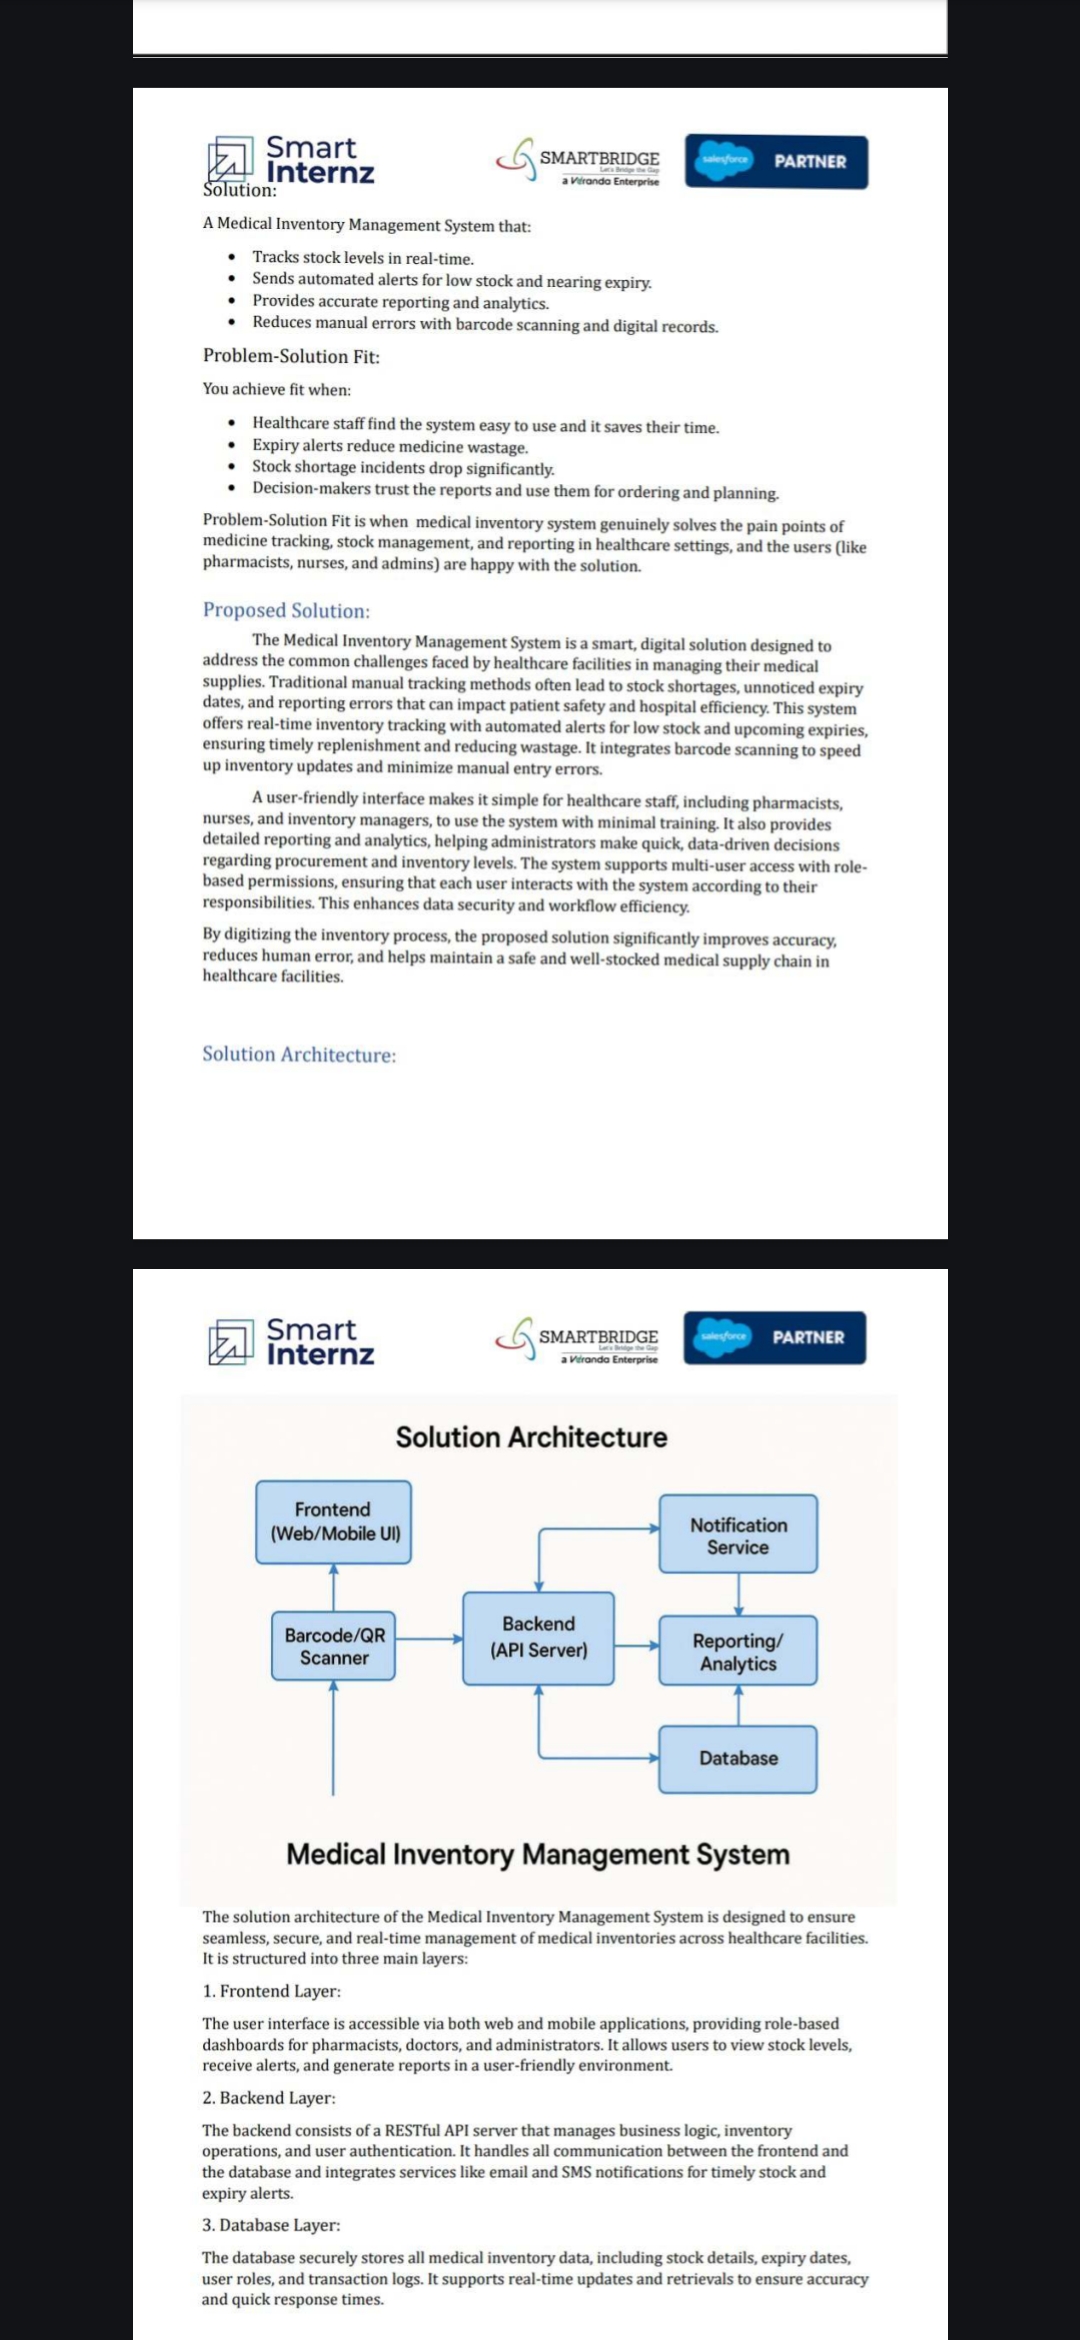 Smart
Internz
SMARTBRIDGE
Let's Bridge the Gap
a Veranda Enterprise
salesforce
PARTNER
Solution:
A Medical Inventory Management System that:
• Tracks stock levels in real-time.
• Sends automated alerts for low stock and nearing expiry.
• Provides accurate reporting and analytics.
• Reduces manual errors with barcode scanning and digital records.
Problem-Solution Fit:
You achieve fit when:
• Healthcare staff find the system easy to use and it saves their time.
• Expiry alerts reduce medicine wastage.
• Stock shortage incidents drop significantly.
• Decision-makers trust the reports and use them for ordering and planning.
Problem-Solution Fit is when medical inventory system genuinely solves the pain points of
medicine tracking, stock management, and reporting in healthcare settings, and the users (like
pharmacists, nurses, and admins) are happy with the solution.
Proposed Solution:
The Medical Inventory Management System is a smart, digital solution designed to
address the common challenges faced by healthcare facilities in managing their medical
supplies. Traditional manual tracking methods often lead to stock shortages, unnoticed expiry
dates, and reporting errors that can impact patient safety and hospital efficiency. This system
offers real-time inventory tracking with automated alerts for low stock and upcoming expiries,
ensuring timely replenishment and reducing wastage. It integrates barcode scanning to speed
up inventory updates and minimize manual entry errors.
A user-friendly interface makes it simple for healthcare staff, including pharmacists,
nurses, and inventory managers, to use the system with minimal training. It also provides
detailed reporting and analytics, helping administrators make quick, data-driven decisions
regarding procurement and inventory levels. The system supports multi-user access with role-
based permissions, ensuring that each user interacts with the system according to their
responsibilities. This enhances data security and workflow efficiency.
By digitizing the inventory process, the proposed solution significantly improves accuracy,
reduces human error, and helps maintain a safe and well-stocked medical supply chain in
healthcare facilities.
Solution Architecture:
Smart
Internz
SMARTBRIDGE
Let's Bridge the Gap
a Veranda Enterprise
salesforce
PARTNER
Solution Architecture
Frontend
(Web/Mobile UI)
Notification
Service
Barcode/QR
Scanner
Backend
(API Server)
Reporting/
Analytics
Database
Medical Inventory Management System
The solution architecture of the Medical Inventory Management System is designed to ensure
seamless, secure, and real-time management of medical inventories across healthcare facilities.
It is structured into three main layers:
1. Frontend Layer:
The user interface is accessible via both web and mobile applications, providing role-based
dashboards for pharmacists, doctors, and administrators. It allows users to view stock levels,
receive alerts, and generate reports in a user-friendly environment.
2. Backend Layer:
The backend consists of a RESTful API server that manages business logic, inventory
operations, and user authentication. It handles all communication between the frontend and
the database and integrates services like email and SMS notifications for timely stock and
expiry alerts.
3. Database Layer:
The database securely stores all medical inventory data, including stock details, expiry dates,
user roles, and transaction logs. It supports real-time updates and retrievals to ensure accuracy
and quick response times.